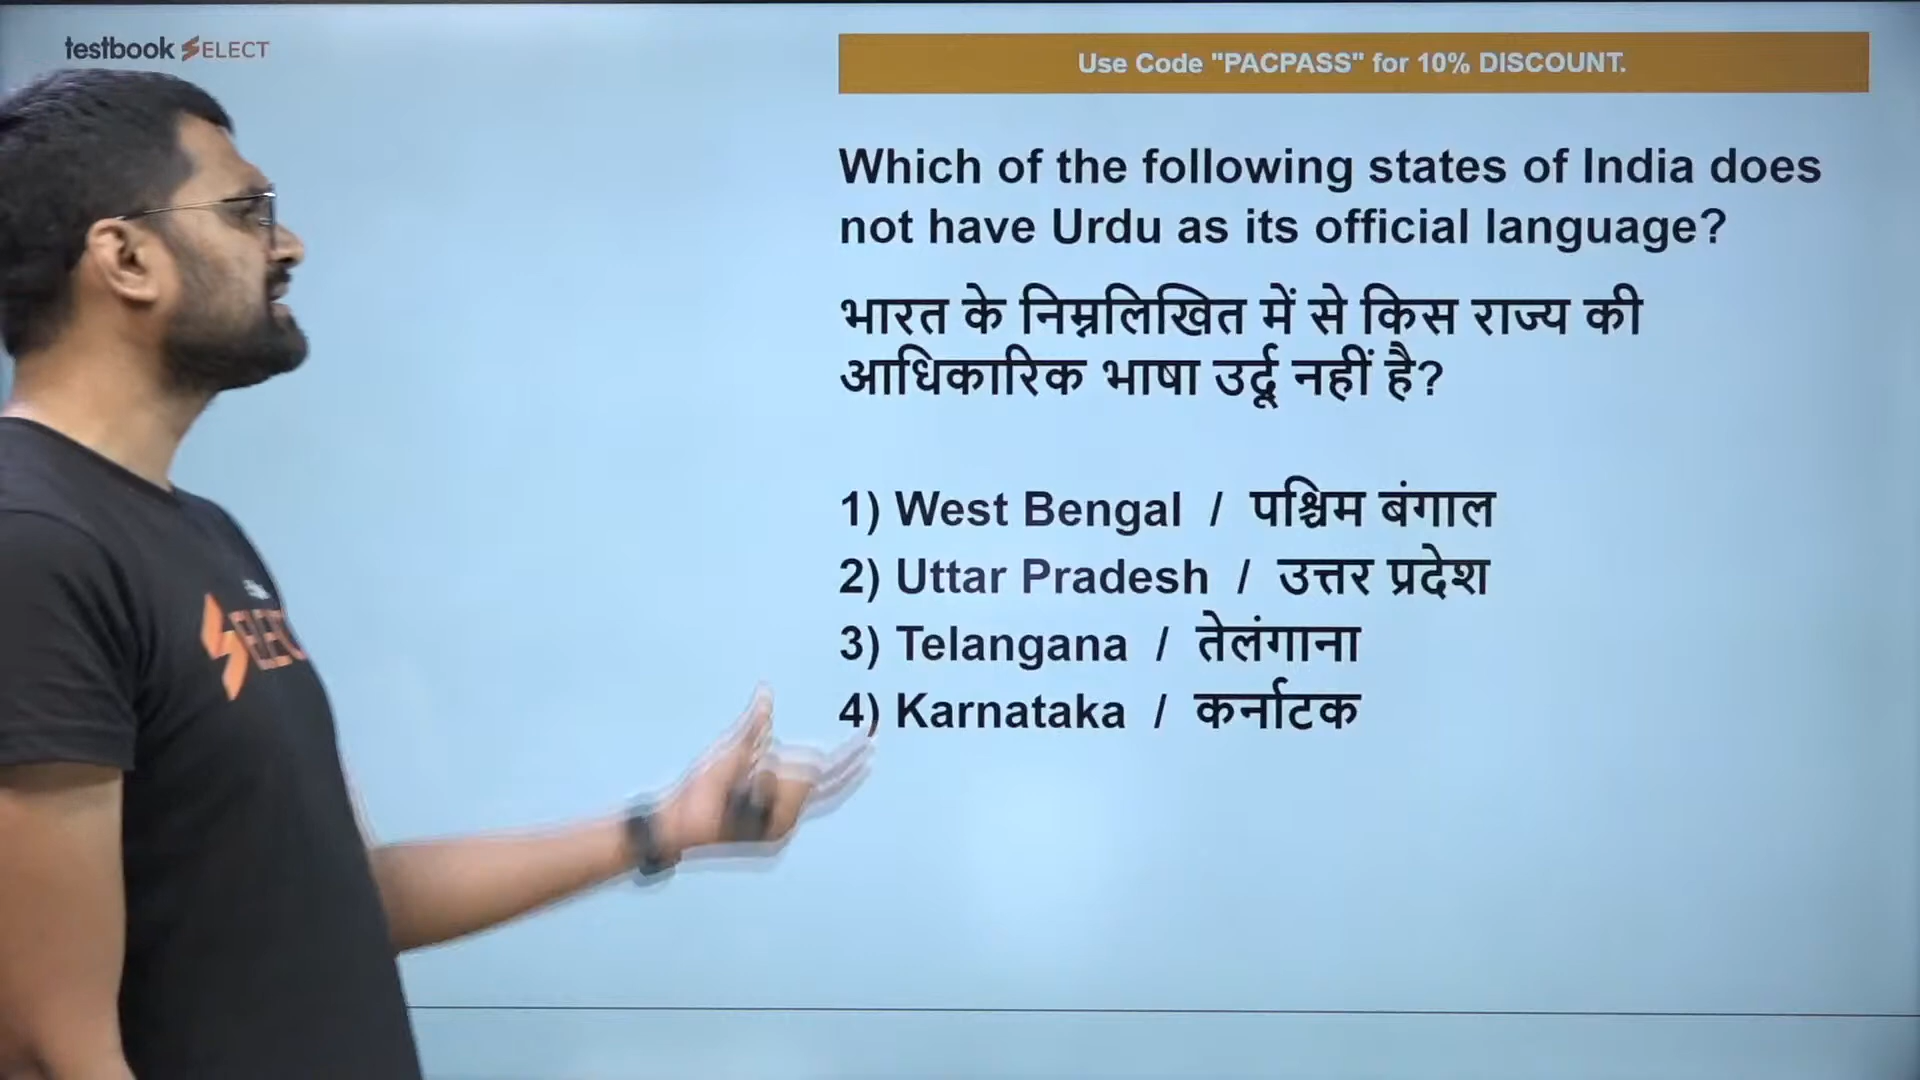 testbook SELECT
Use Code "PACPASS" for 10% DISCOUNT.
Which of the following states of India does
not have Urdu as its official language?
भारत के निम्नलिखित में से किस राज्य की
आधिकारिक भाषा उर्दू नहीं है?
1) West Bengal / पश्चिम बंगाल
2) Uttar Pradesh / उत्तर प्रदेश
3) Telangana / तेलंगाना
4) Karnataka / कर्नाटक
SELECT